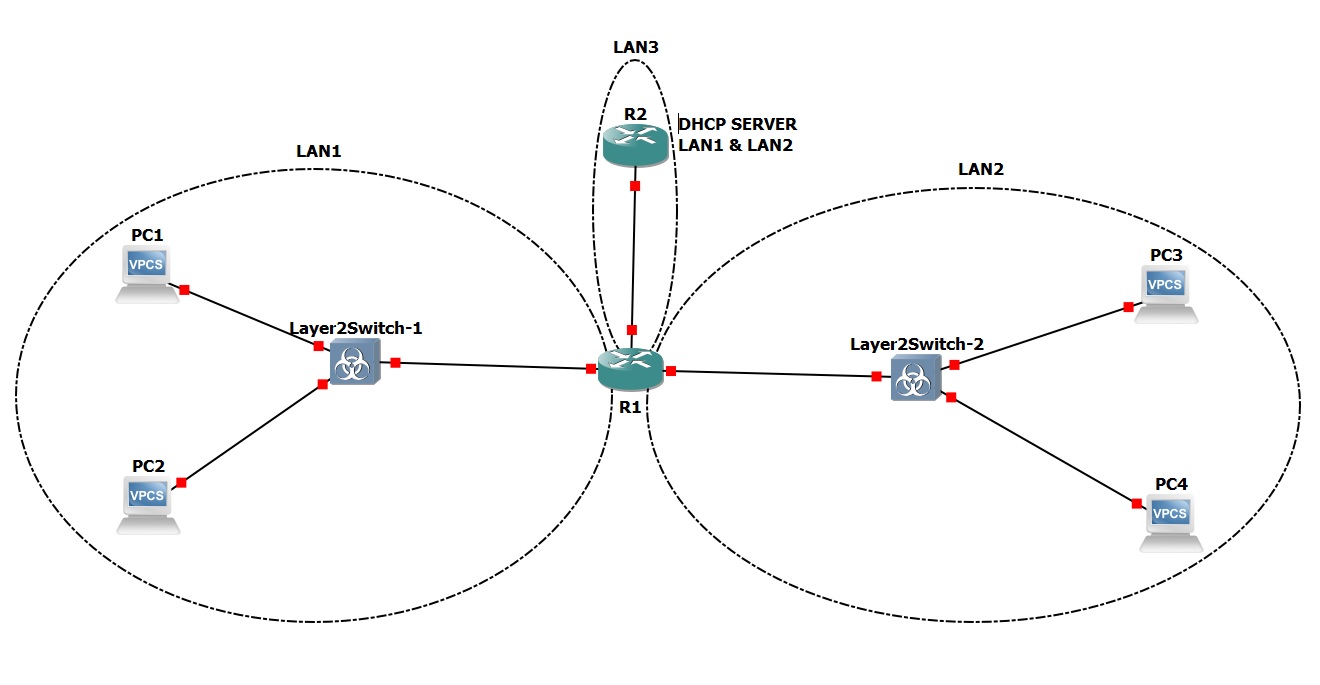 LAN3
R2
DHCP SERVER
LAN1 & LAN2
LAN1
LAN2
PC1
VPCS
PC3
VPCS
Layer2Switch-1
Layer2Switch-2
R1
PC2
VPCS
PC4
VPCS